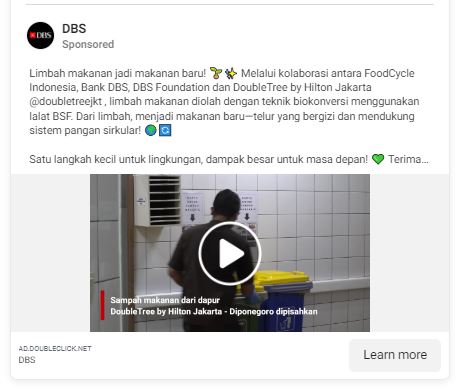 DBS
DBS
Sponsored
Limbah makanan jadi makanan baru! 🌱✨ Melalui kolaborasi antara FoodCycle
Indonesia, Bank DBS, DBS Foundation dan DoubleTree by Hilton Jakarta
@doubletreejkt , limbah makanan diolah dengan teknik biokonversi menggunakan
lalat BSF. Dari limbah, menjadi makanan baru—telur yang bergizi dan mendukung
sistem pangan sirkular! 🌍🔄
Satu langkah kecil untuk lingkungan, dampak besar untuk masa depan! 💚 Terima...
Sampah makanan dari dapur
DoubleTree by Hilton Jakarta - Diponegoro dipisahkan
AD.DOUBLECLICK.NET
DBS
Learn more